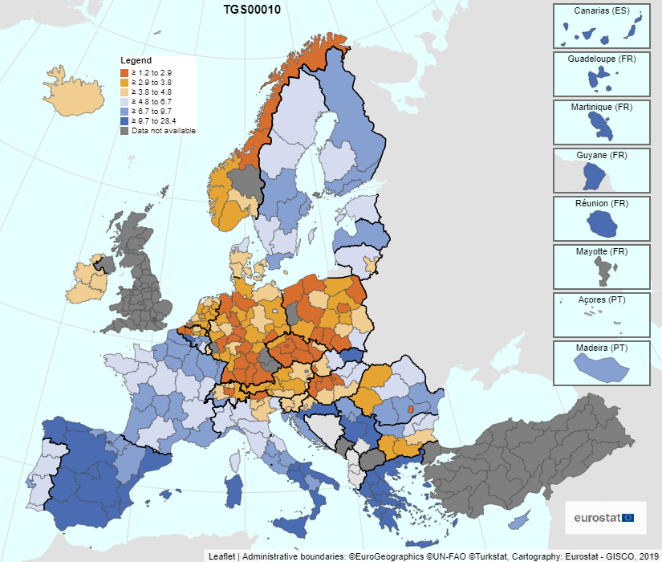 TGS00010
Legend
≥ 1.2 to 2.9
≥ 2.9 to 3.8
≥ 3.8 to 4.8
≥ 4.8 to 6.7
≥ 6.7 to 9.7
≥ 9.7 to 28.4
Data not available
Canarias (ES)
Guadeloupe (FR)
Martinique (FR)
Guyane (FR)
Réunion (FR)
Mayotte (FR)
Açores (PT)
Madeira (PT)
eurostat
Leaflet | Administrative boundaries: ©EuroGeographics ©UN-FAO ©Turkstat, Cartography: Eurostat - GISCO, 2019